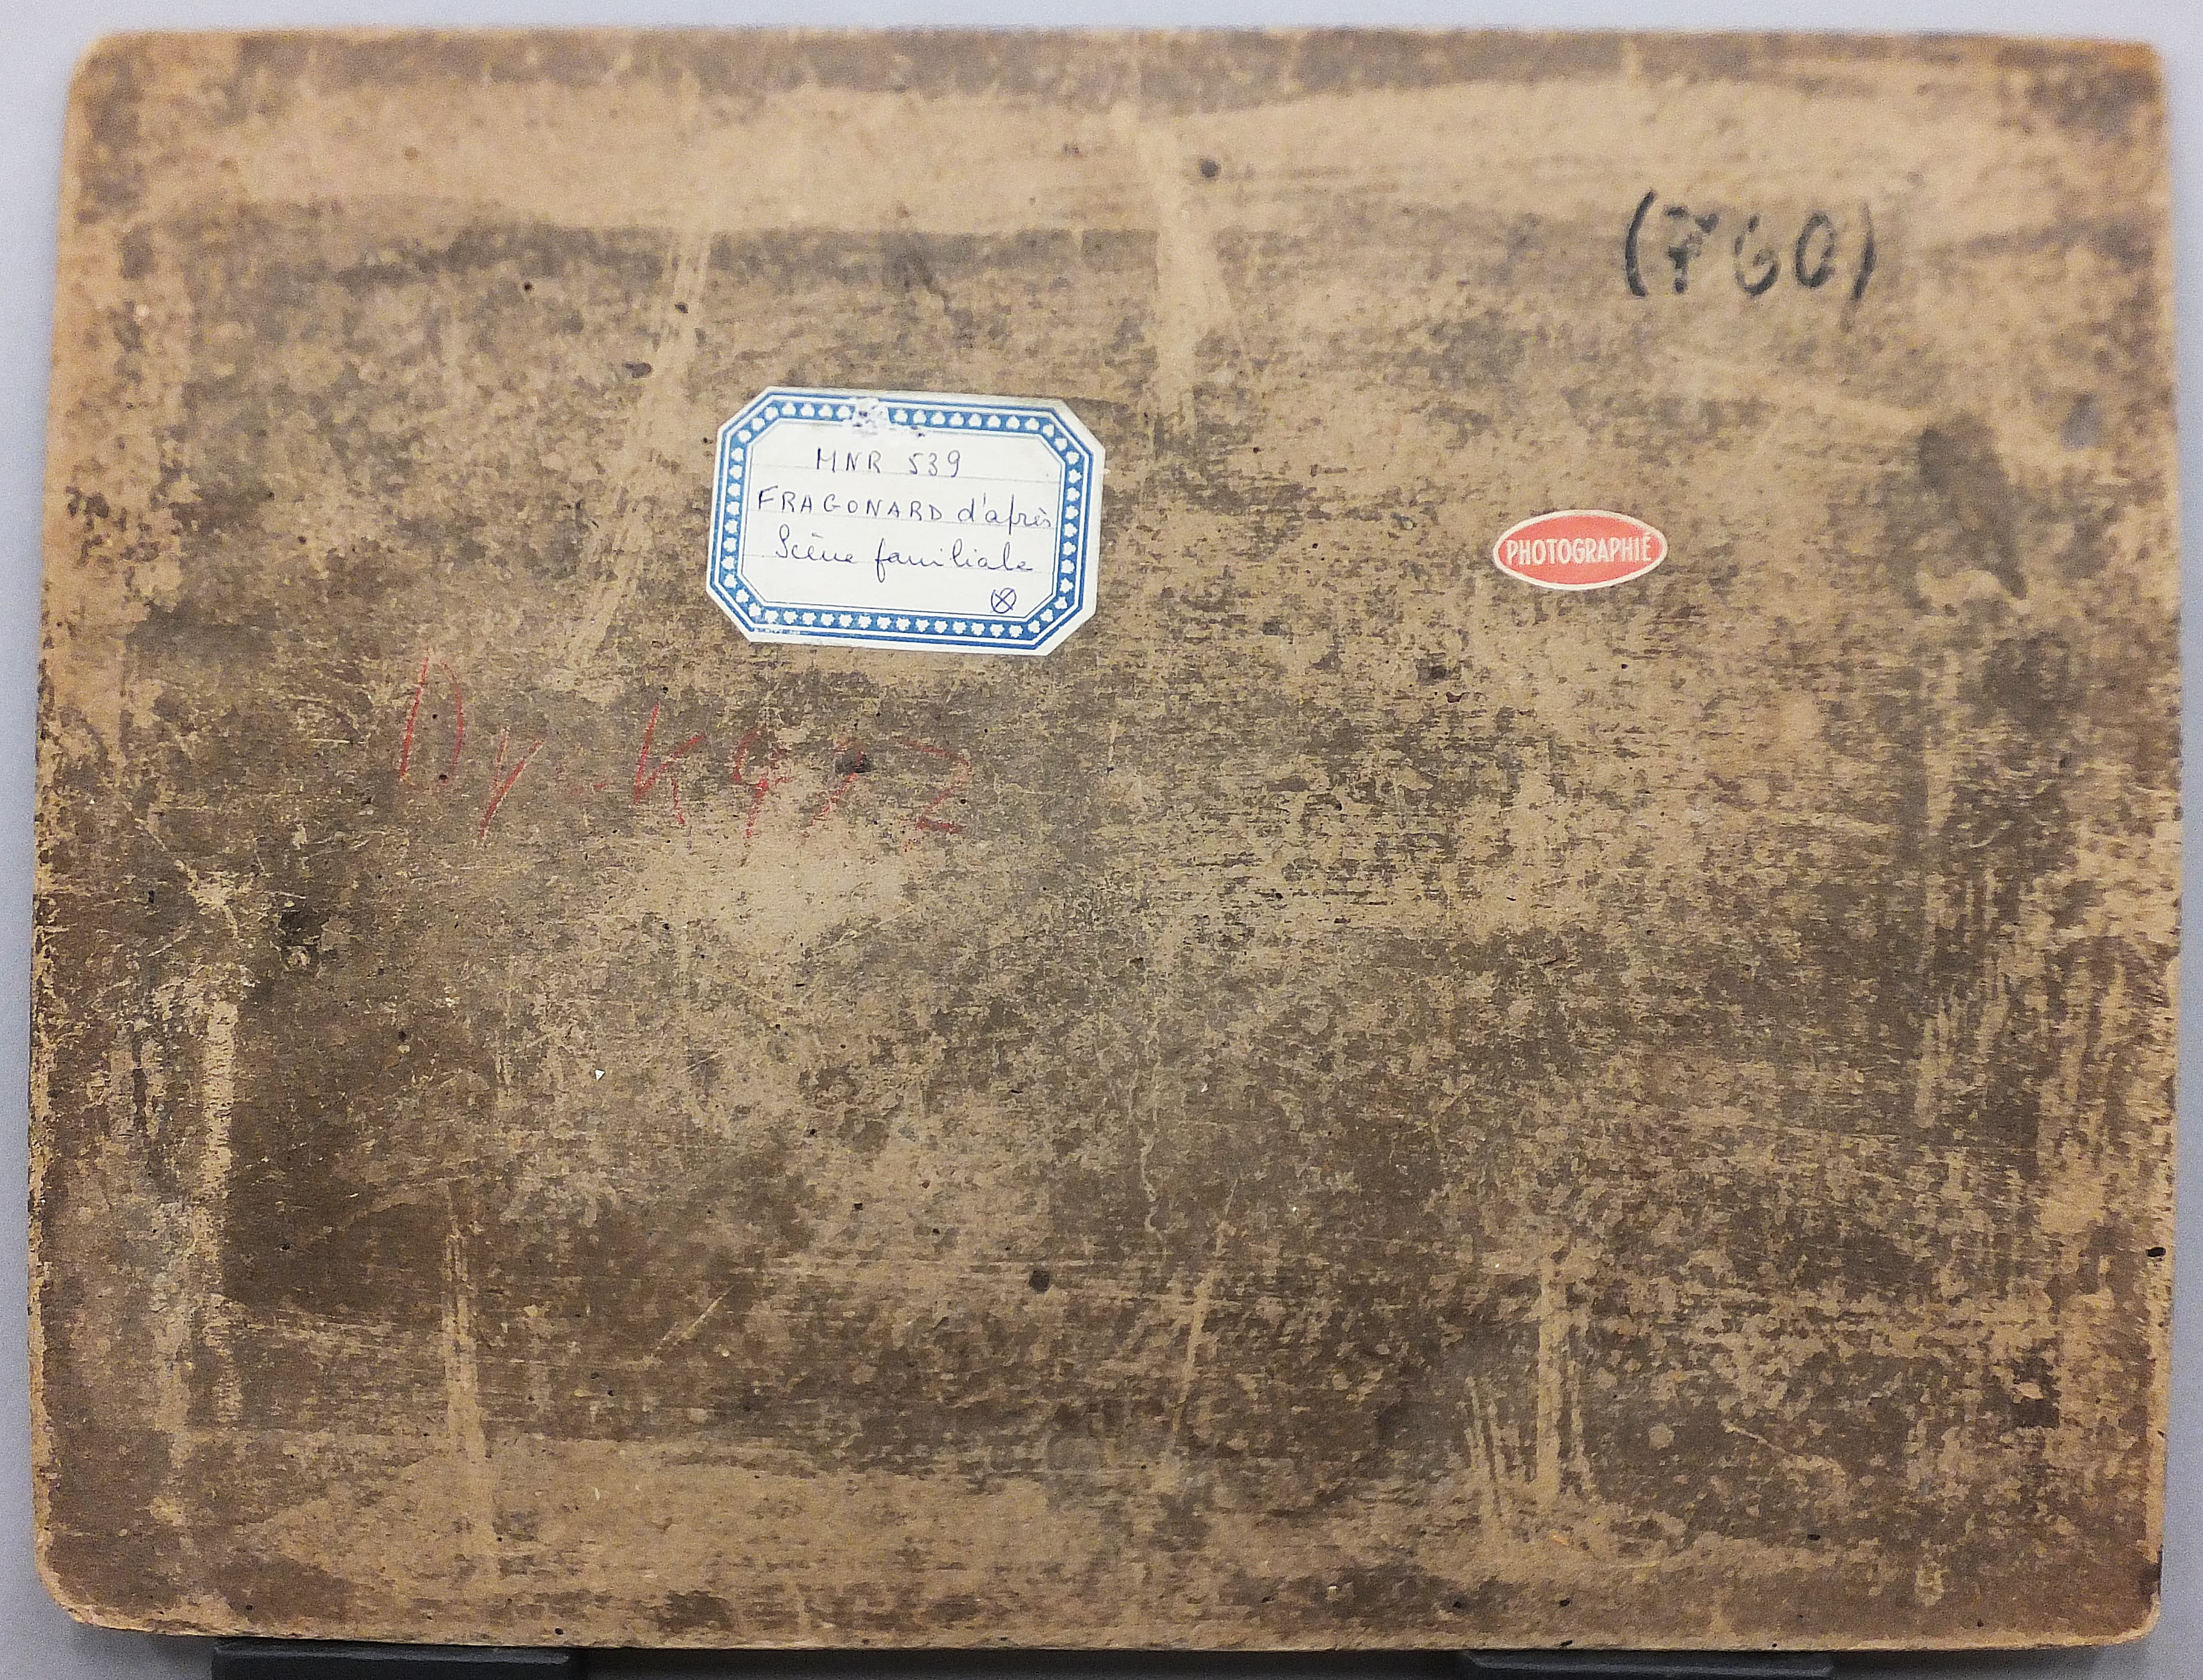 (760)
MNR 539
FRAGONARD d'après
Scène familiale
PHOTOGRAPHIÉ